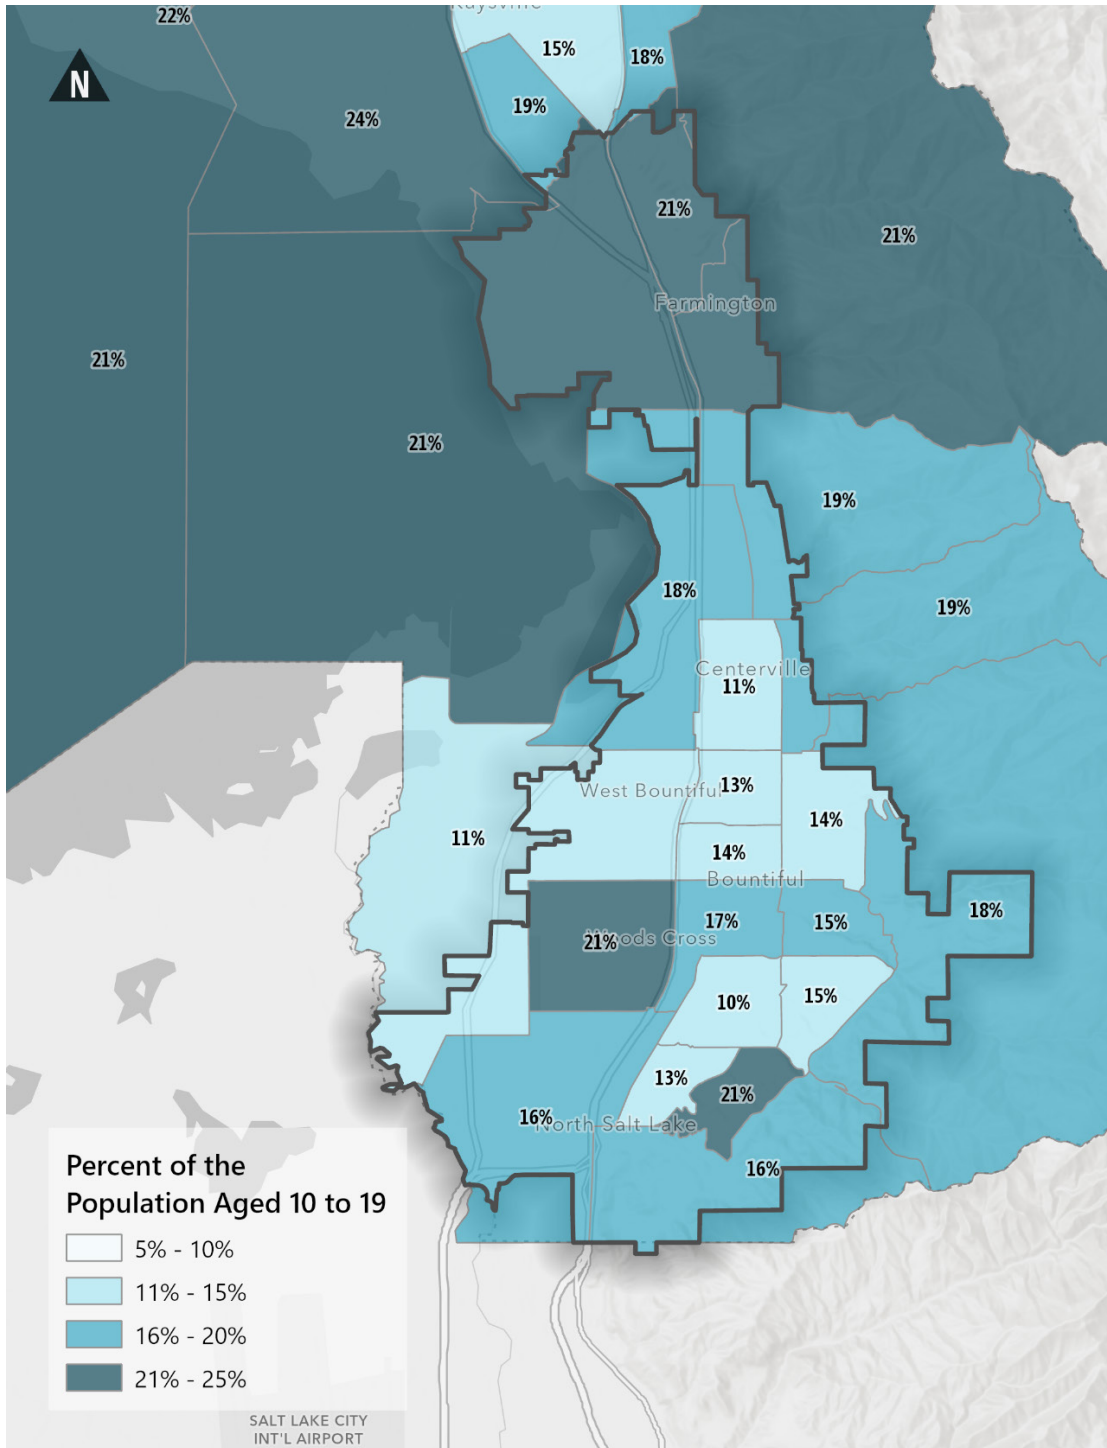 Kaysville
22%
15%
18%
N
19%
24%
21%
21%
Farmington
21%
21%
19%
18%
19%
Centerville
11%
13%
West Bountiful
14%
11%
14%
Bountiful
18%
17%
15%
21%
Woods Cross
10%
15%
13%
21%
16%
North Salt Lake
16%
Percent of the
Population Aged 10 to 19
5% - 10%
11% - 15%
16% - 20%
21% - 25%
SALT LAKE CITY
INT'L AIRPORT